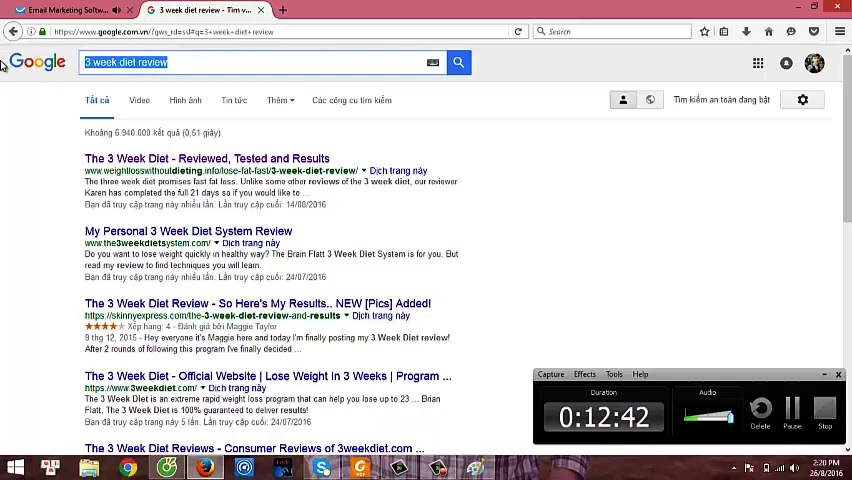 Email Marketing Softw...
3 week diet review - Tìm v...
https://www.google.com.vn/?gws_rd=ssl#q=3+week+diet+review
Search
Google
3 week diet review
Tất cả Video Hình ảnh Tin tức Thêm Các công cụ tìm kiếm
Tìm kiếm an toàn đang bật
Khoảng 6.940.000 kết quả (0,51 giây)
The 3 Week Diet - Reviewed, Tested and Results
www.weightlosswithoutdieting.info/lose-fat-fast/3-week-diet-review/ Dịch trang này
The three week diet promises fast fat loss. Unlike some other reviews of the 3 week diet, our reviewer
Karen has completed the full 21 days so if you would like to ...
Bạn đã truy cập trang này nhiều lần. Lần truy cập cuối: 14/08/2016
My Personal 3 Week Diet System Review
www.the3weekdietsystem.com/ Dịch trang này
Do you want to lose weight quickly in healthy way? The Brain Flatt 3 Week Diet System is for you. But
read my review to find techniques you will learn.
Bạn đã truy cập trang này nhiều lần. Lần truy cập cuối: 24/07/2016
The 3 Week Diet Review - So Here's My Results.. NEW [Pics] Added!
https://skinnyexpress.com/the-3-week-diet-review-and-results Dịch trang này
Xếp hạng: 4 - Đánh giá bởi Maggie Taylor
9 thg 12, 2015 - Hey everyone it's Maggie here and today I'm finally posting my 3 Week Diet review!
After 2 rounds of following this program I've finally decided ...
The 3 Week Diet - Official Website | Lose Weight In 3 Weeks | Program ...
https://www.3weekdiet.com/ Dịch trang này
The 3 Week Diet is an extreme rapid weight loss program that can help you lose up to 23 ... Brian
Flatt, The 3 Week Diet is 100% guaranteed to deliver results!
Bạn đã truy cập trang này 5 lần. Lần truy cập cuối: 24/07/2016
The 3 Week Diet Reviews - Consumer Reviews of 3weekdiet.com ...
Capture Effects Tools Help
Duration
0:12:42
Audio
Delete
Pause
Stop
2:20 PM
26/8/2016